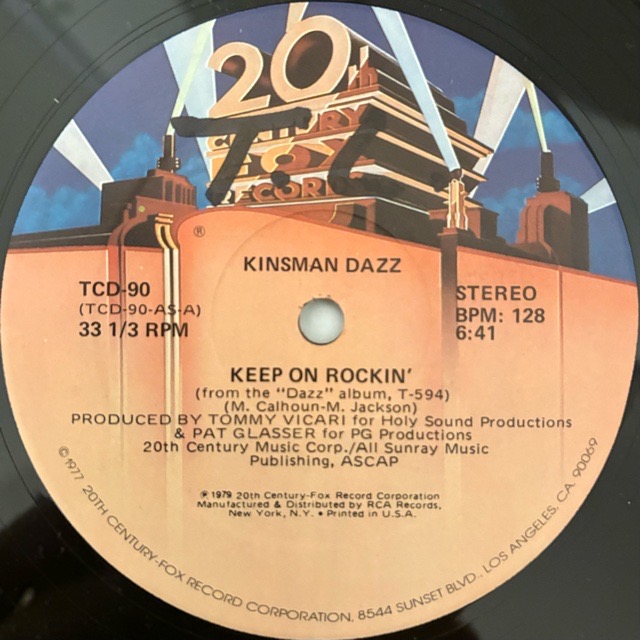 20th
CENTURY
FOX
RECORDS
T.C.
®
KINSMAN DAZZ
TCD-90
(TCD-90-AS-A)
33 1/3 RPM
STEREO
BPM: 128
6:41
KEEP ON ROCKIN'
(from the "Dazz" album, T-594)
(M. Calhoun-M. Jackson)
PRODUCED BY TOMMY VICARI for Holy Sound Productions
& PAT GLASSER for PG Productions
20th Century Music Corp./All Sunray Music
Publishing, ASCAP
℗ 1979 20th Century-Fox Record Corporation
Manufactured & Distributed by RCA Records,
New York, N.Y. • Printed in U.S.A.
©1977 20TH CENTURY-FOX RECORD CORPORATION, 8544 SUNSET BLVD., LOS ANGELES, CA. 90069